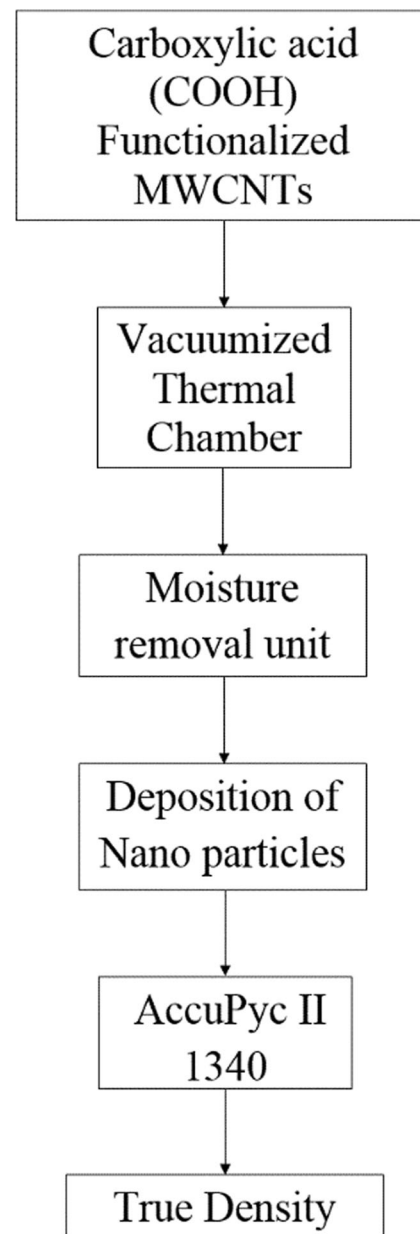 Carboxylic acid
(COOH)
Functionalized
MWCNTs
Vacuumized
Thermal
Chamber
Moisture
removal unit
Deposition of
Nano particles
AccuPyc II
1340
True Density